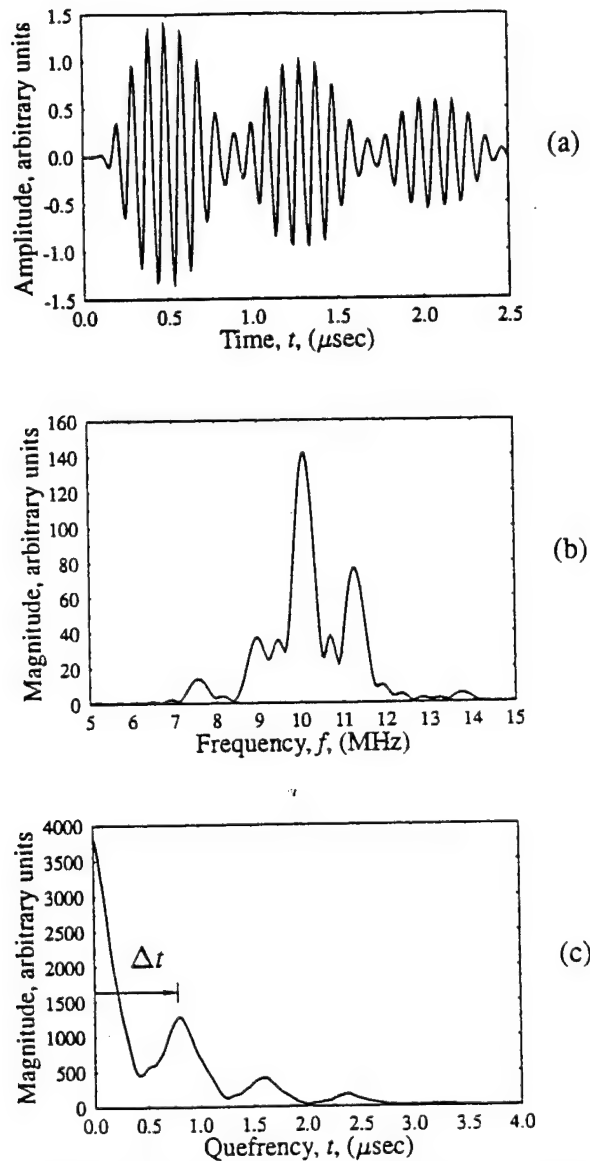 Amplitude, arbitrary units
1.5
1.0
0.5
0.0
-0.5
-1.0
-1.5
0.0 0.5 1.0 1.5 2.0 2.5
Time, t, (μsec)
(a)
Magnitude, arbitrary units
160
140
120
100
80
60
40
20
0
5 6 7 8 9 10 11 12 13 14 15
Frequency, f, (MHz)
(b)
Magnitude, arbitrary units
4000
3500
3000
2500
2000
1500
1000
500
0
Δt
0.0 0.5 1.0 1.5 2.0 2.5 3.0 3.5 4.0
Quefrency, t, (μsec)
(c)